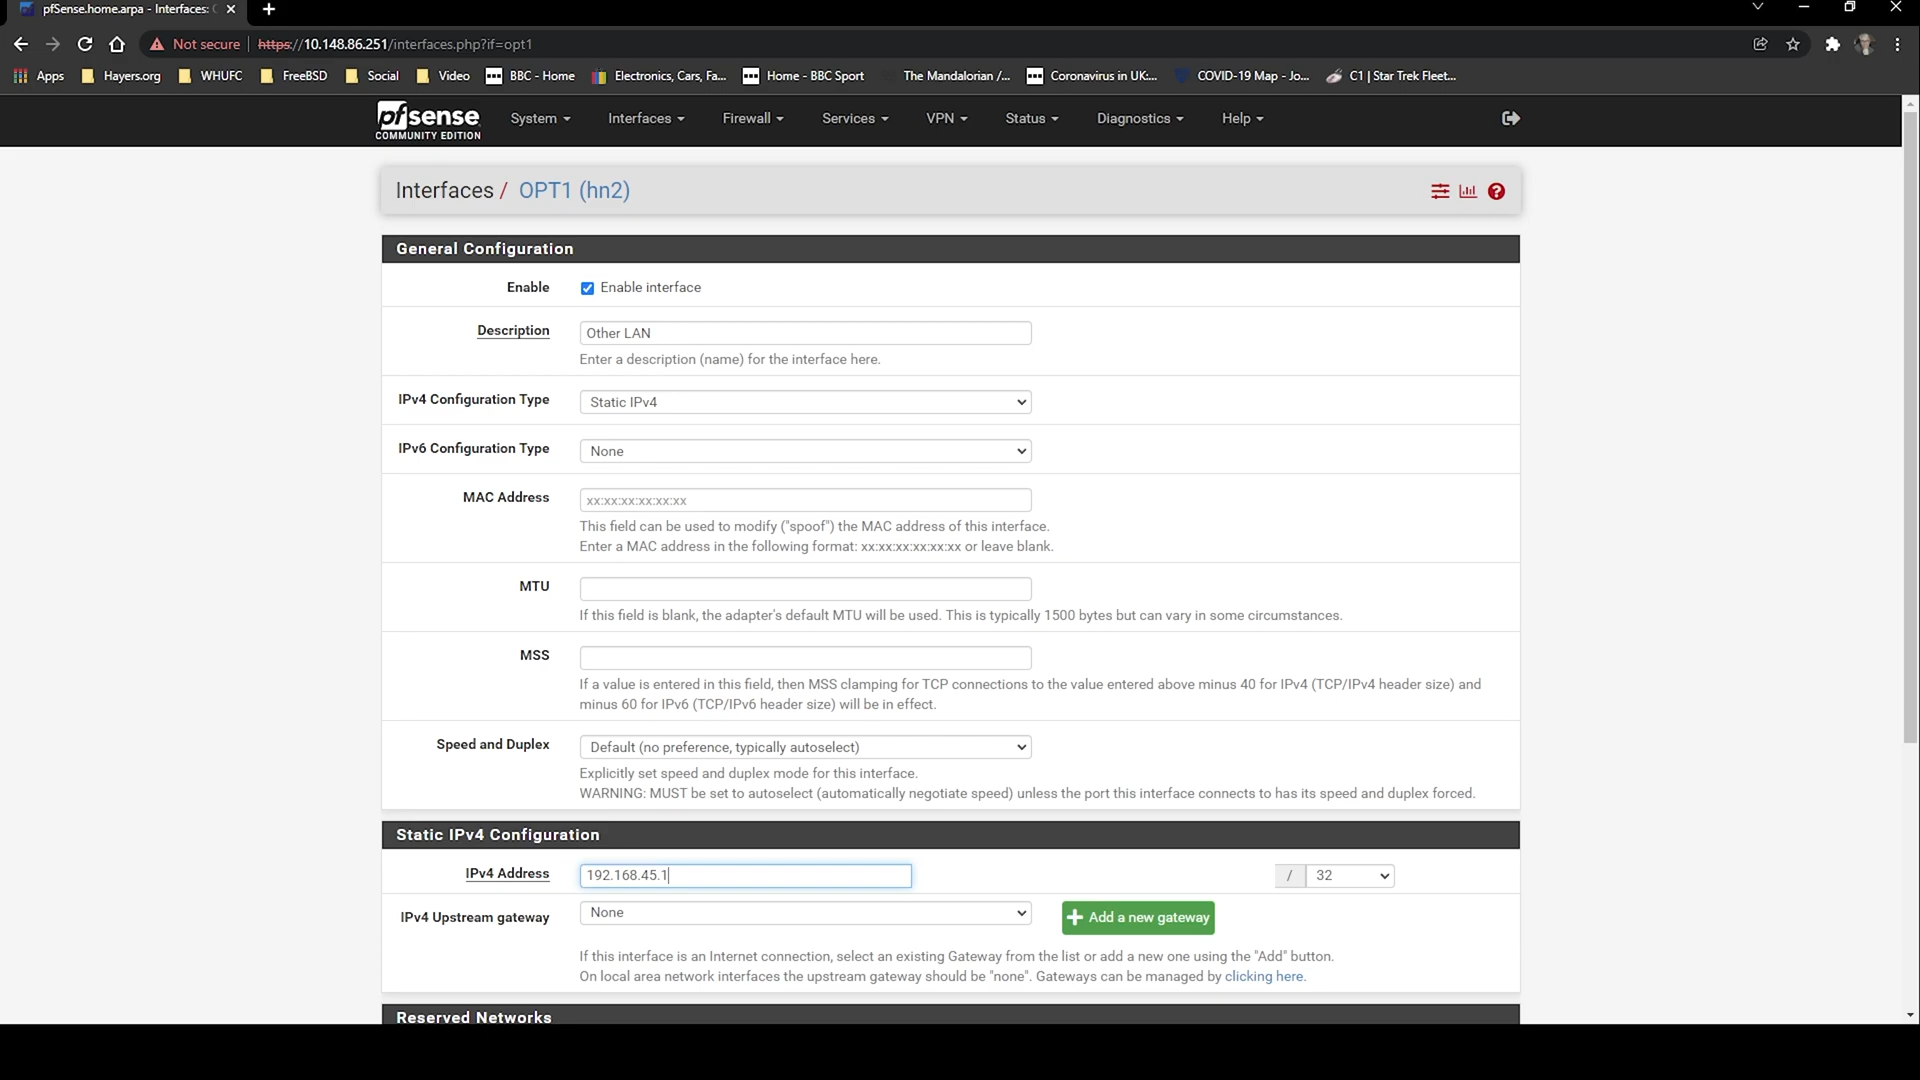 pfSense.home.arpa - Interfaces:
Not secure https://10.148.86.251/interfaces.php?if=opt1
Apps Hayers.org WHUFC FreeBSD Social Video BBC - Home Electronics, Cars, Fa... Home - BBC Sport The Mandalorian /... Coronavirus in UK:... COVID-19 Map - Jo... C1 | Star Trek Fleet...
pfsense
COMMUNITY EDITION
System Interfaces Firewall Services VPN Status Diagnostics Help
Interfaces / OPT1 (hn2)
General Configuration
Enable Enable interface
Description Other LAN
Enter a description (name) for the interface here.
IPv4 Configuration Type Static IPv4
IPv6 Configuration Type None
MAC Address xx:xx:xx:xx:xx:xx
This field can be used to modify ("spoof") the MAC address of this interface.
Enter a MAC address in the following format: xx:xx:xx:xx:xx:xx or leave blank.
MTU
If this field is blank, the adapter's default MTU will be used. This is typically 1500 bytes but can vary in some circumstances.
MSS
If a value is entered in this field, then MSS clamping for TCP connections to the value entered above minus 40 for IPv4 (TCP/IPv4 header size) and
minus 60 for IPv6 (TCP/IPv6 header size) will be in effect.
Speed and Duplex Default (no preference, typically autoselect)
Explicitly set speed and duplex mode for this interface.
WARNING: MUST be set to autoselect (automatically negotiate speed) unless the port this interface connects to has its speed and duplex forced.
Static IPv4 Configuration
IPv4 Address 192.168.45.1 / 32
IPv4 Upstream gateway None Add a new gateway
If this interface is an Internet connection, select an existing Gateway from the list or add a new one using the "Add" button.
On local area network interfaces the upstream gateway should be "none". Gateways can be managed by clicking here.
Reserved Networks